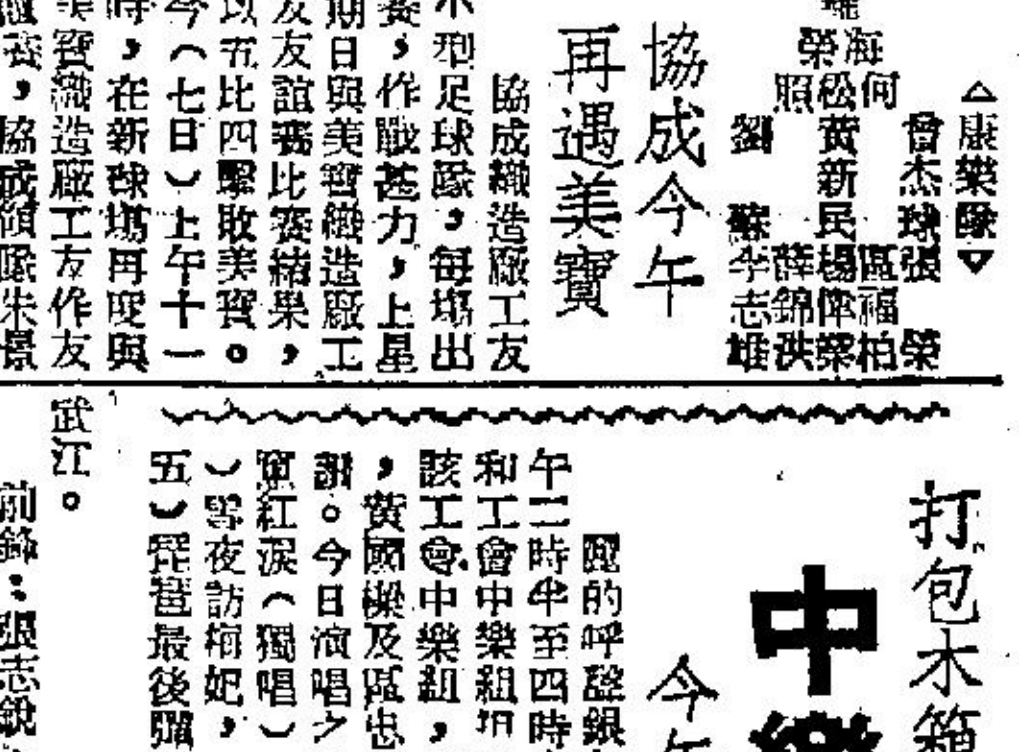 △康樂隊▽
曾杰球張 榮
何 區福柏
海松黃新民楊偉榮
榮照 薛錦洪
劉 蘇李志雄
協成今午
再遇美寶
協成織造廠工友
小型足球隊，每塲出
賽，作戰甚力，上星
期日與美寶織造廠工
友友誼賽比賽結果，
以五比四擊敗美寶。
今（七日）上午十一
時，在新球塲再度與
美寶織造廠工友作友
誼賽，協成領隊朱景
打包木箱
中樂
今午
的呼聲銀
午二時半至四時
和工會中樂組担
該工會中樂組，
，黃國樑及區忠
謝。今日演唱之
紅淚（獨唱）
）雪夜訪梅妃，
五）琵琶最後彈
武江。
前鋒：張志銳